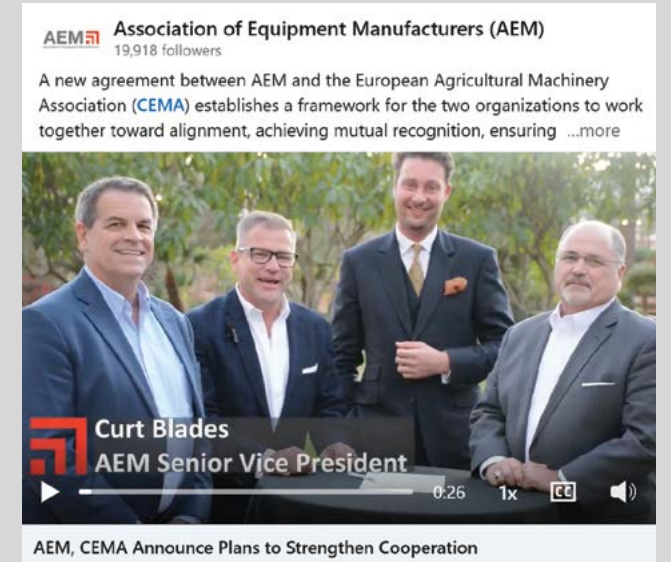 AEM
Association of Equipment Manufacturers (AEM)
19,918 followers
A new agreement between AEM and the European Agricultural Machinery
Association (CEMA) establishes a framework for the two organizations to work
together toward alignment, achieving mutual recognition, ensuring ...more
Curt Blades
AEM Senior Vice President
0:26 1x CC
AEM, CEMA Announce Plans to Strengthen Cooperation